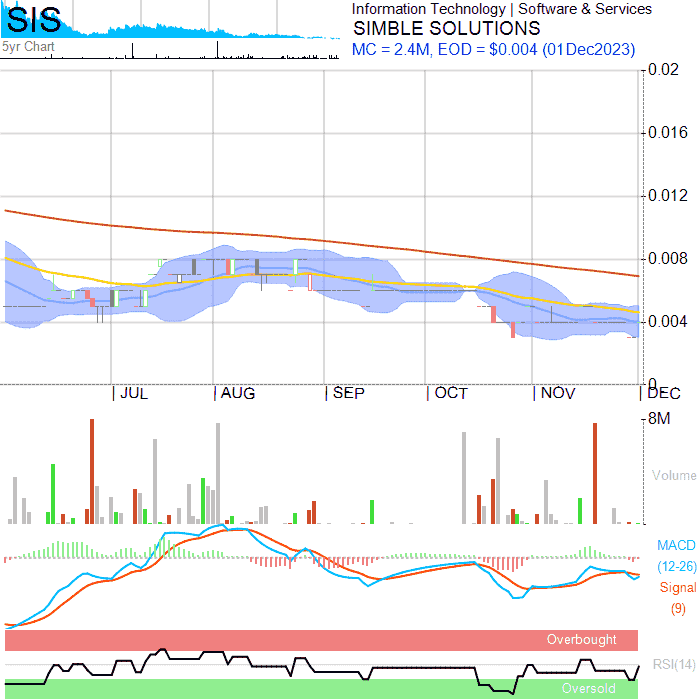 SIS
5yr Chart
Information Technology | Software & Services
SIMBLE SOLUTIONS
MC = 2.4M, EOD = $0.004 (01Dec2023)
0.02
0.016
0.012
0.008
0.004
0
JUL AUG SEP OCT NOV DEC
8M
Volume
MACD
(12-26)
Signal
(9)
Overbought
RSI(14)
Oversold